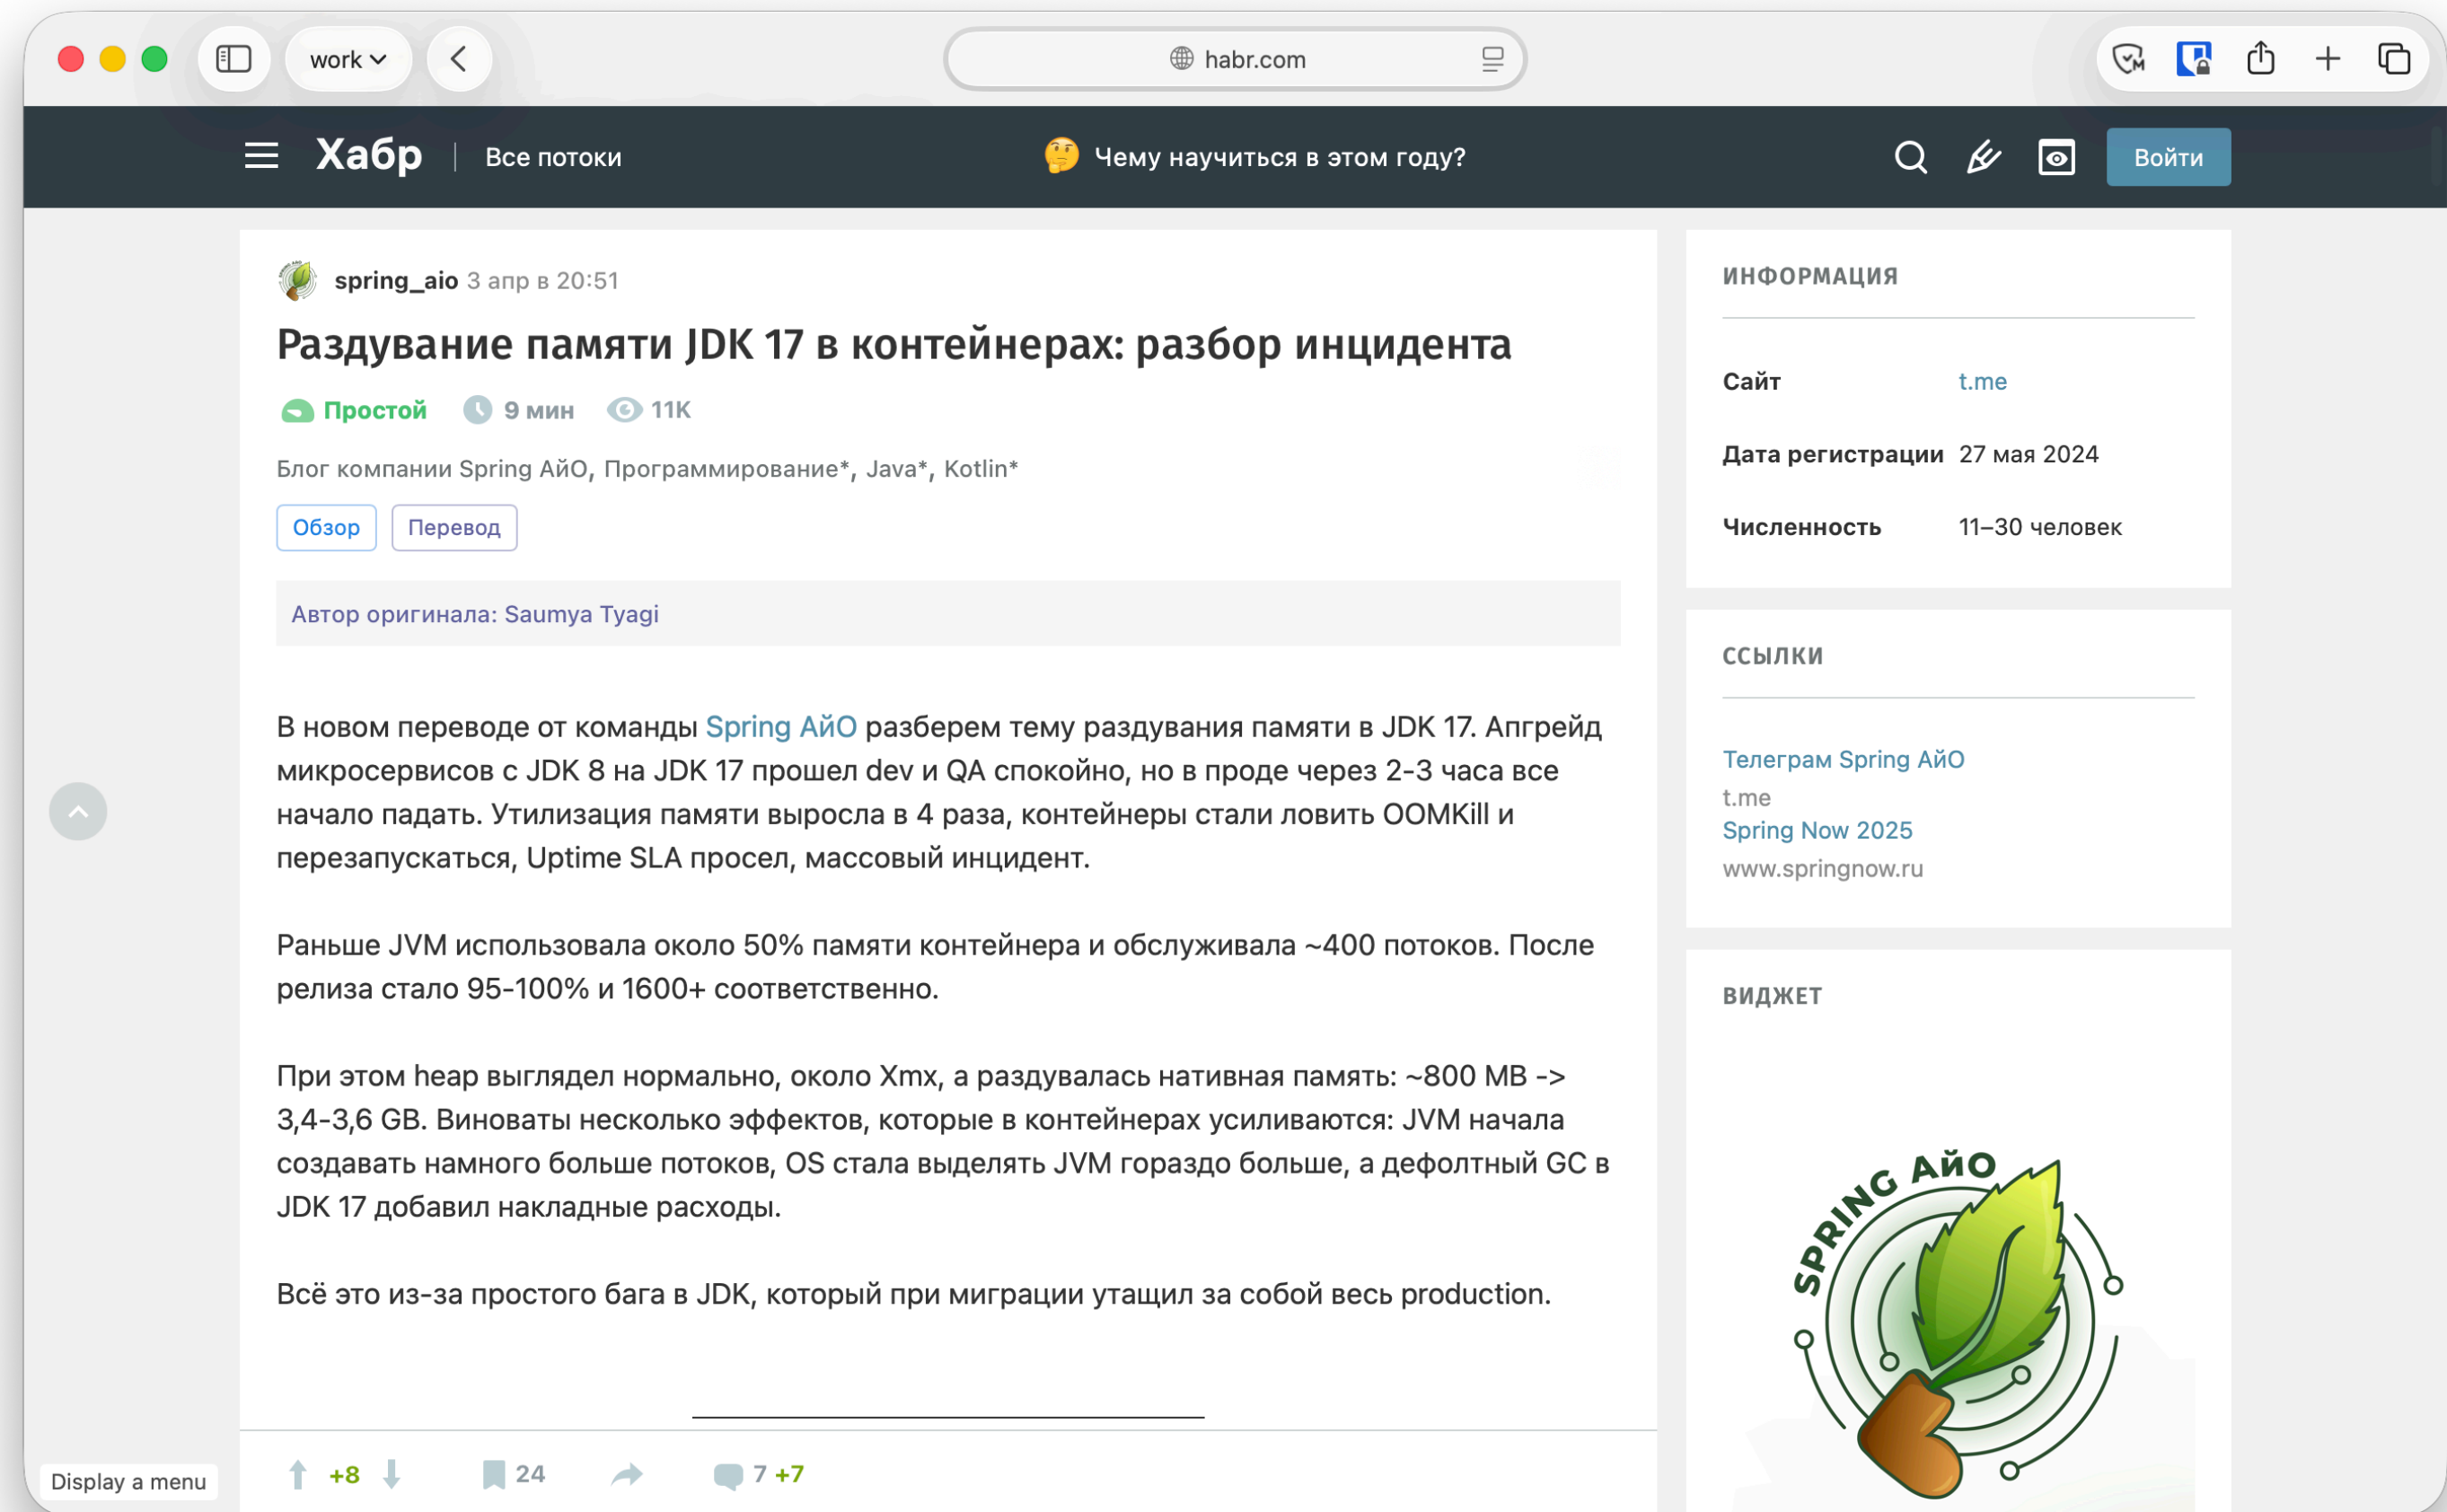 work
habr.com
Хабр
Все потоки
🤔 Чему научиться в этом году?
Войти
spring_aio 3 апр в 20:51
Раздувание памяти JDK 17 в контейнерах: разбор инцидента
Простой 9 мин 11K
Блог компании Spring АйО, Программирование*, Java*, Kotlin*
Обзор Перевод
Автор оригинала: Saumya Tyagi
В новом переводе от команды Spring АйО разберем тему раздувания памяти в JDK 17. Апгрейд
микросервисов с JDK 8 на JDK 17 прошел dev и QA спокойно, но в проде через 2-3 часа все
начало падать. Утилизация памяти выросла в 4 раза, контейнеры стали ловить OOMKill и
перезапускаться, Uptime SLA просел, массовый инцидент.
Раньше JVM использовала около 50% памяти контейнера и обслуживала ~400 потоков. После
релиза стало 95-100% и 1600+ соответственно.
При этом heap выглядел нормально, около Xmx, а раздувалась нативная память: ~800 MB ->
3,4-3,6 GB. Виноваты несколько эффектов, которые в контейнерах усиливаются: JVM начала
создавать намного больше потоков, OS стала выделять JVM гораздо больше, а дефолтный GC в
JDK 17 добавил накладные расходы.
Всё это из-за простого бага в JDK, который при миграции утащил за собой весь production.
+8 24 7 +7
Display a menu
ИНФОРМАЦИЯ
Сайт t.me
Дата регистрации 27 мая 2024
Численность 11–30 человек
ССЫЛКИ
Телеграм Spring АйО
t.me
Spring Now 2025
www.springnow.ru
ВИДЖЕТ
SPRING АйО